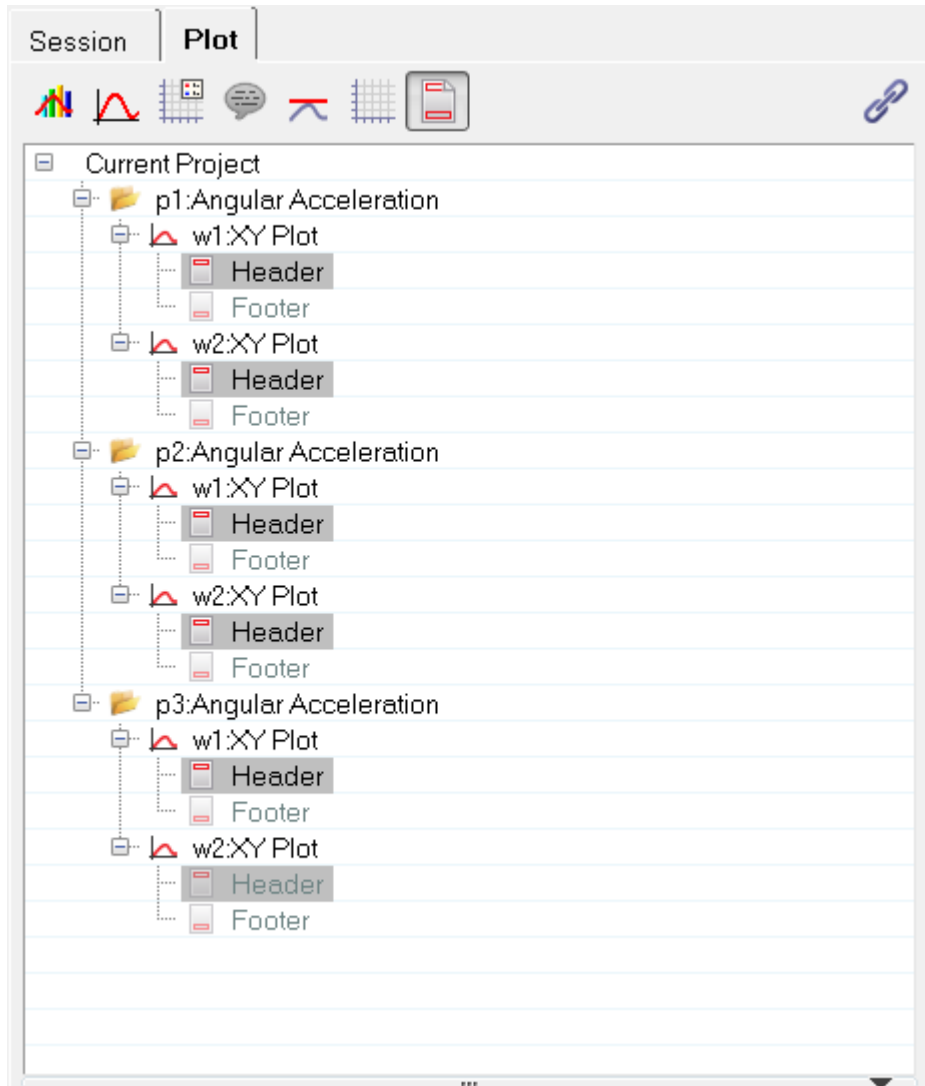 Session Plot
Current Project
p1:Angular Acceleration
w1:XY Plot
Header
Footer
w2:XY Plot
Header
Footer
p2:Angular Acceleration
w1:XY Plot
Header
Footer
w2:XY Plot
Header
Footer
p3:Angular Acceleration
w1:XY Plot
Header
Footer
w2:XY Plot
Header
Footer